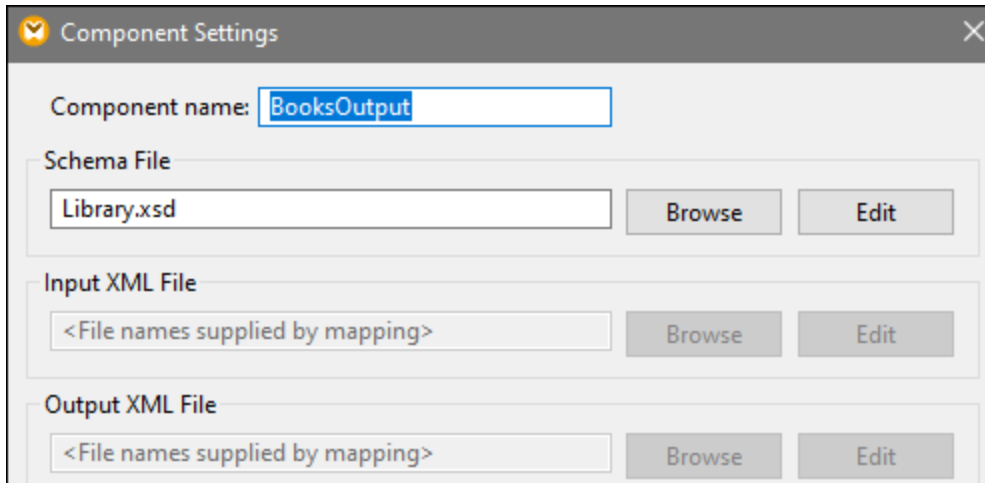 Component Settings
Component name: BooksOutput
Schema File
Library.xsd Browse Edit
Input XML File
<File names supplied by mapping> Browse Edit
Output XML File
<File names supplied by mapping> Browse Edit